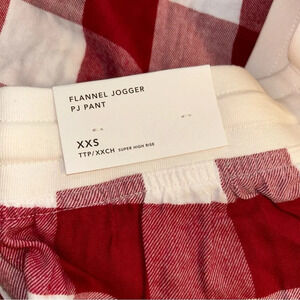 FLANNEL JOGGER
PJ PANT
XXS
TTP/XXCH SUPER HIGH RISE